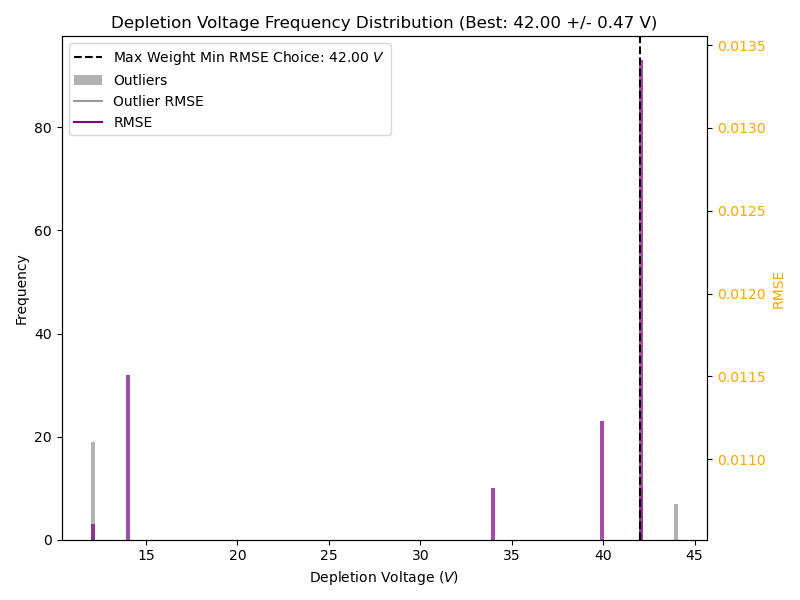 Depletion Voltage Frequency Distribution (Best: 42.00 +/- 0.47 V)
Max Weight Min RMSE Choice: 42.00 V
Outliers
Outlier RMSE
RMSE
Frequency
80
60
40
20
0
0.0135
0.0130
0.0125
0.0120
0.0115
0.0110
RMSE
15 20 25 30 35 40 45
Depletion Voltage (V)